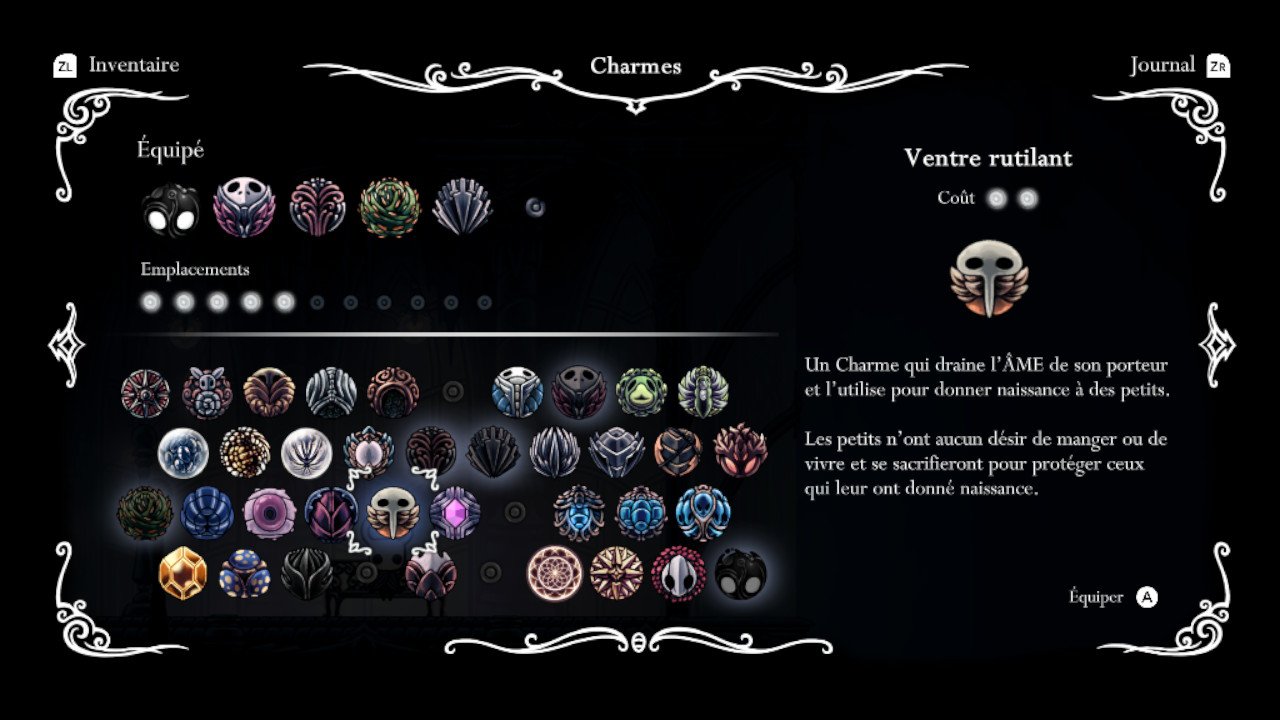 ZL Inventaire
Charmes
Journal ZR
Équipé
Emplacements
Ventre rutilant
Coût
Un Charme qui draine l'ÂME de son porteur
et l'utilise pour donner naissance à des petits.
Les petits n'ont aucun désir de manger ou de
vivre et se sacrifieront pour protéger ceux
qui leur ont donné naissance.
Équiper A